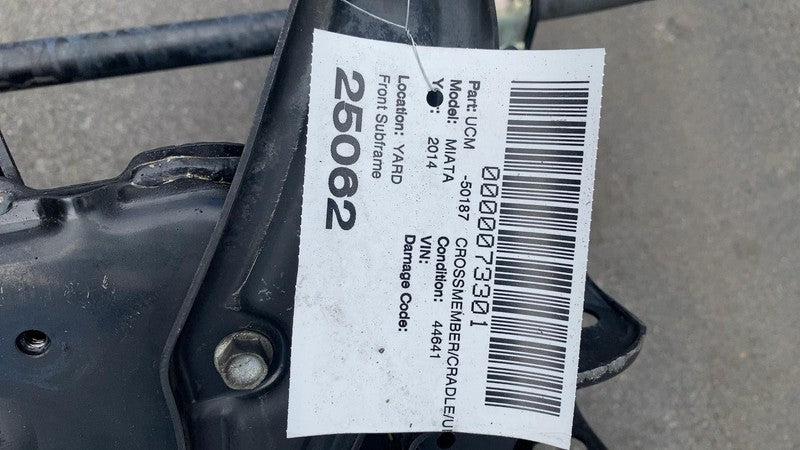 0000073301
Part: UCM -50187 CROSSMEMBER/CRADLE/U
Model: MIATA Condition: 44641
2014 VIN:
Damage Code:
Location: YARD
Front Subframe
25062